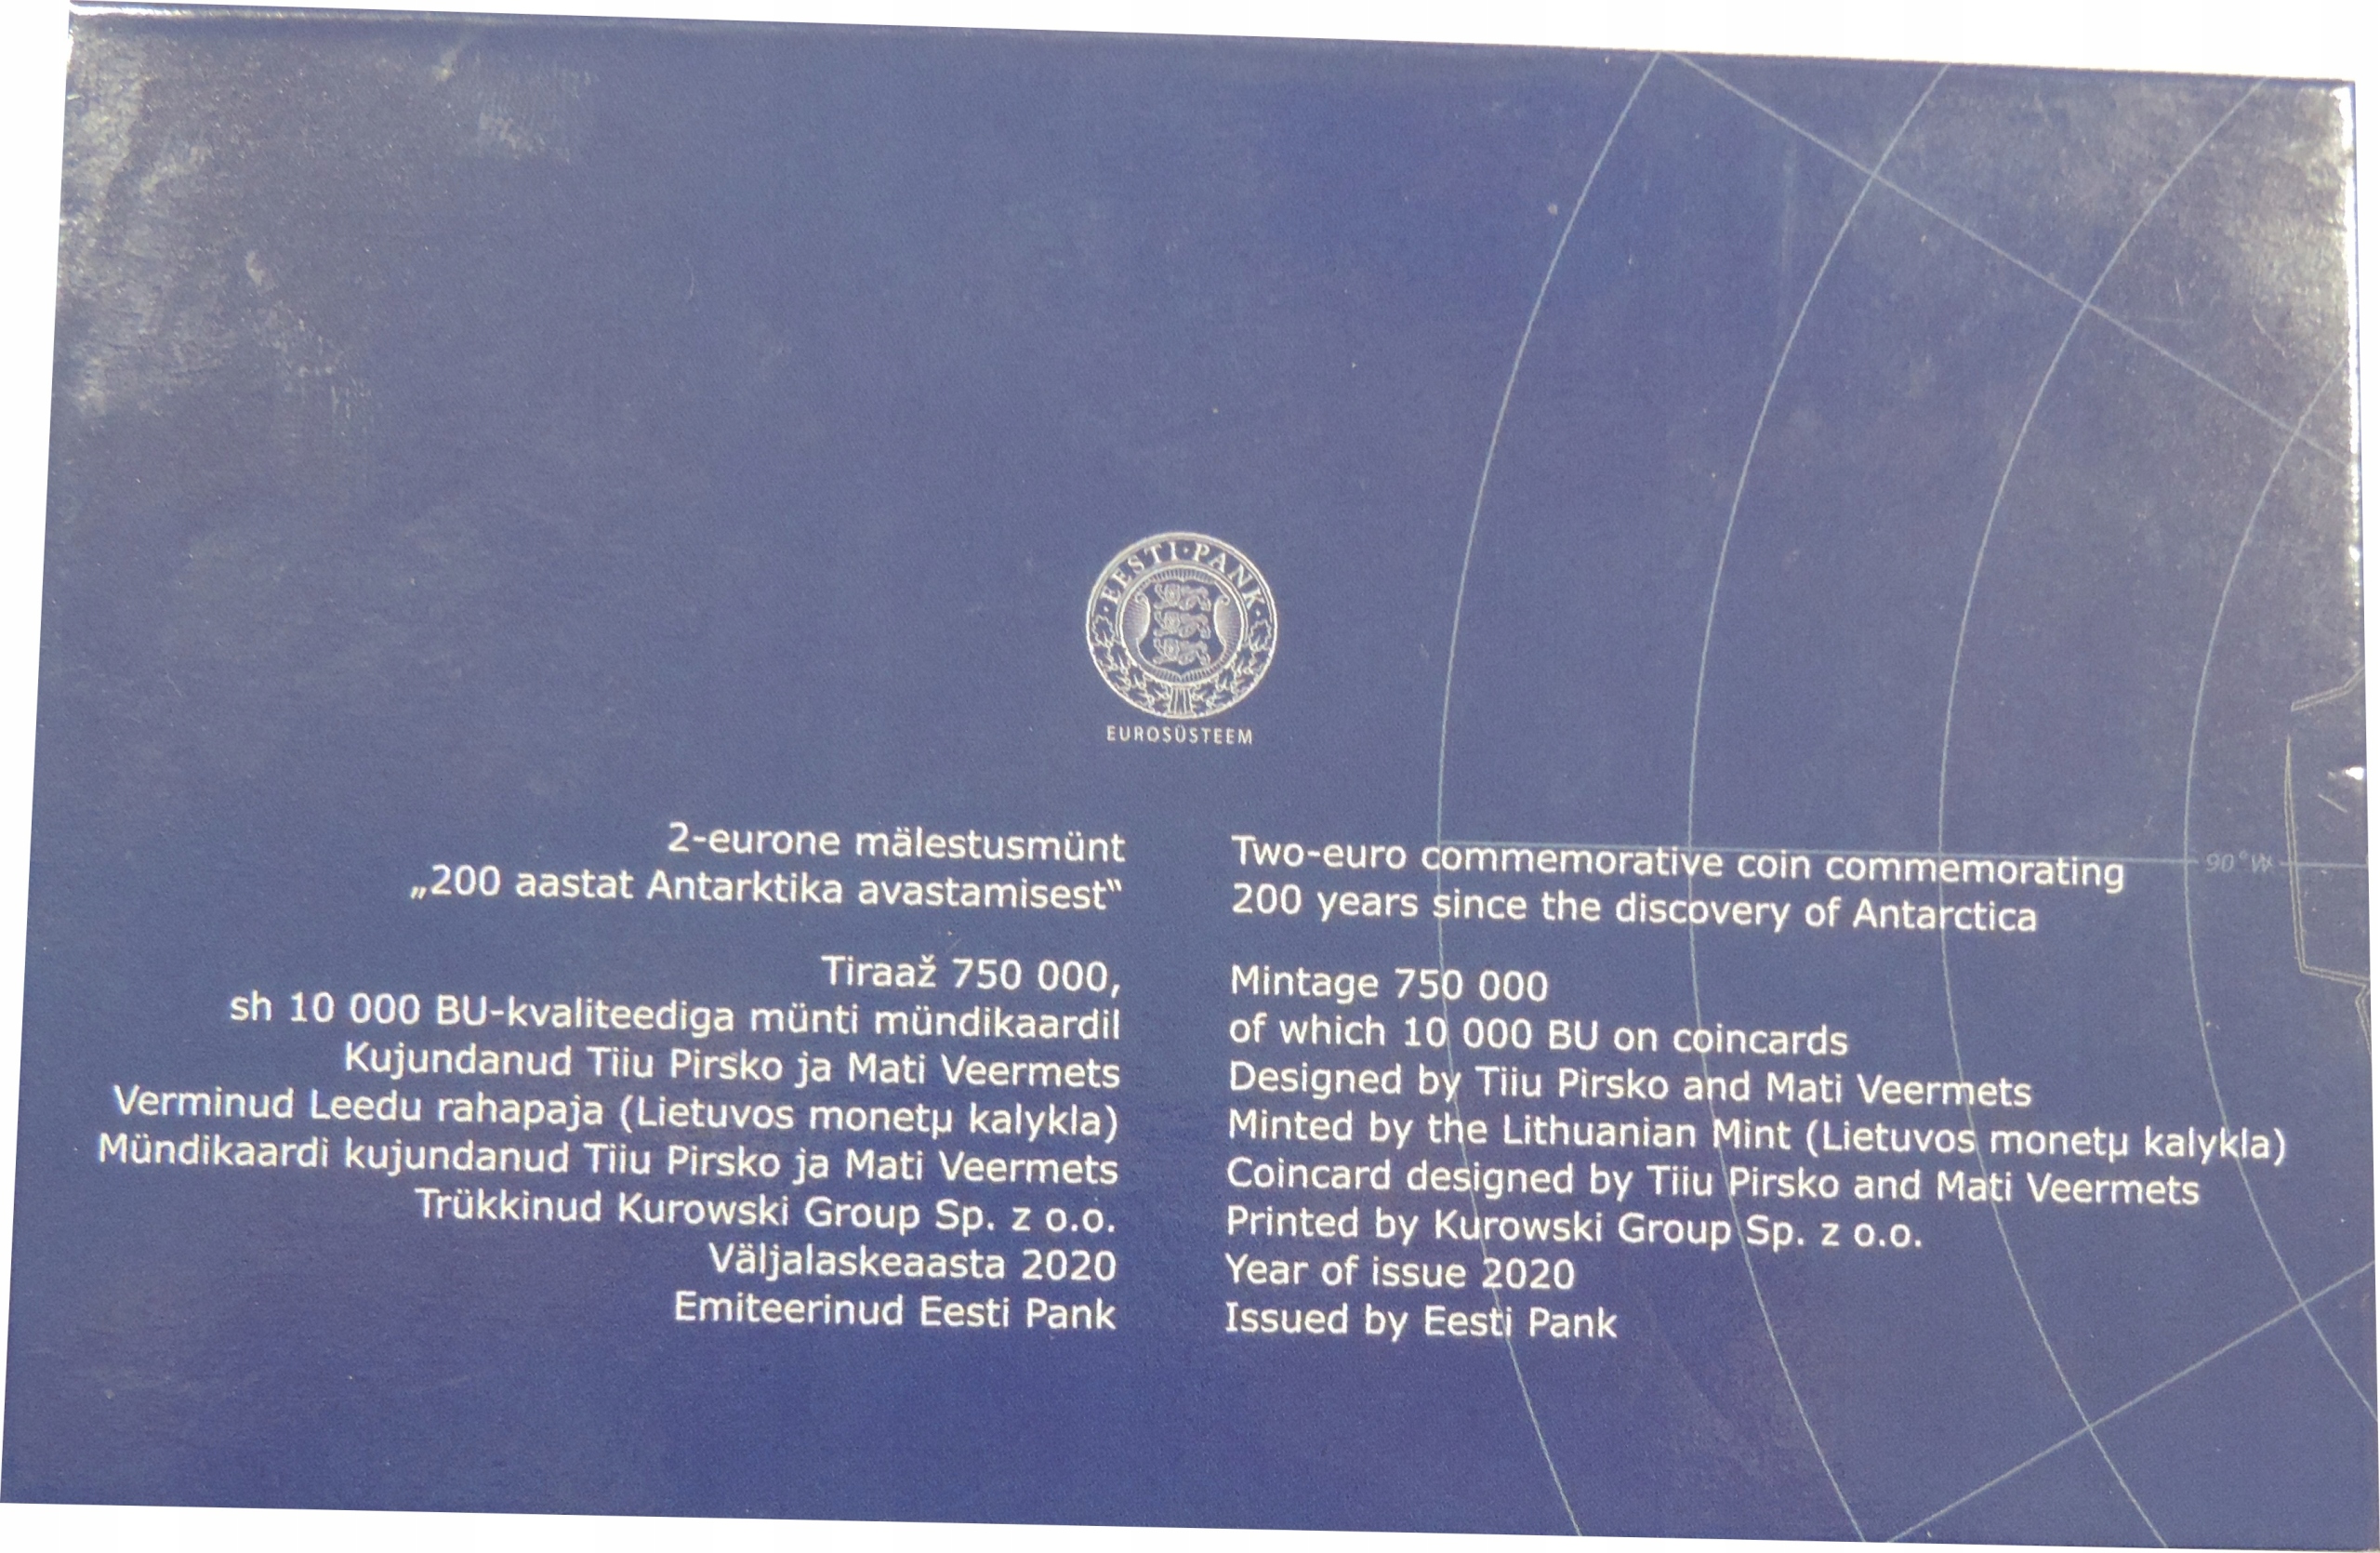 EESTI·PANK
EUROSÜSTEEM
2-eurone mälestusmünt
„200 aastat Antarktika avastamisest“
Tiraaž 750 000,
sh 10 000 BU-kvaliteediga münti mündikaardil
Kujundanud Tiiu Pirsko ja Mati Veermets
Verminud Leedu rahapaja (Lietuvos monetµ kalykla)
Mündikaardi kujundanud Tiiu Pirsko ja Mati Veermets
Trükkinud Kurowski Group Sp. z o.o.
Väljalaskeaasta 2020
Emiteerinud Eesti Pank
Two-euro commemorative coin commemorating
200 years since the discovery of Antarctica
Mintage 750 000
of which 10 000 BU on coincards
Designed by Tiiu Pirsko and Mati Veermets
Minted by the Lithuanian Mint (Lietuvos monetµ kalykla)
Coincard designed by Tiiu Pirsko and Mati Veermets
Printed by Kurowski Group Sp. z o.o.
Year of issue 2020
Issued by Eesti Pank
90°